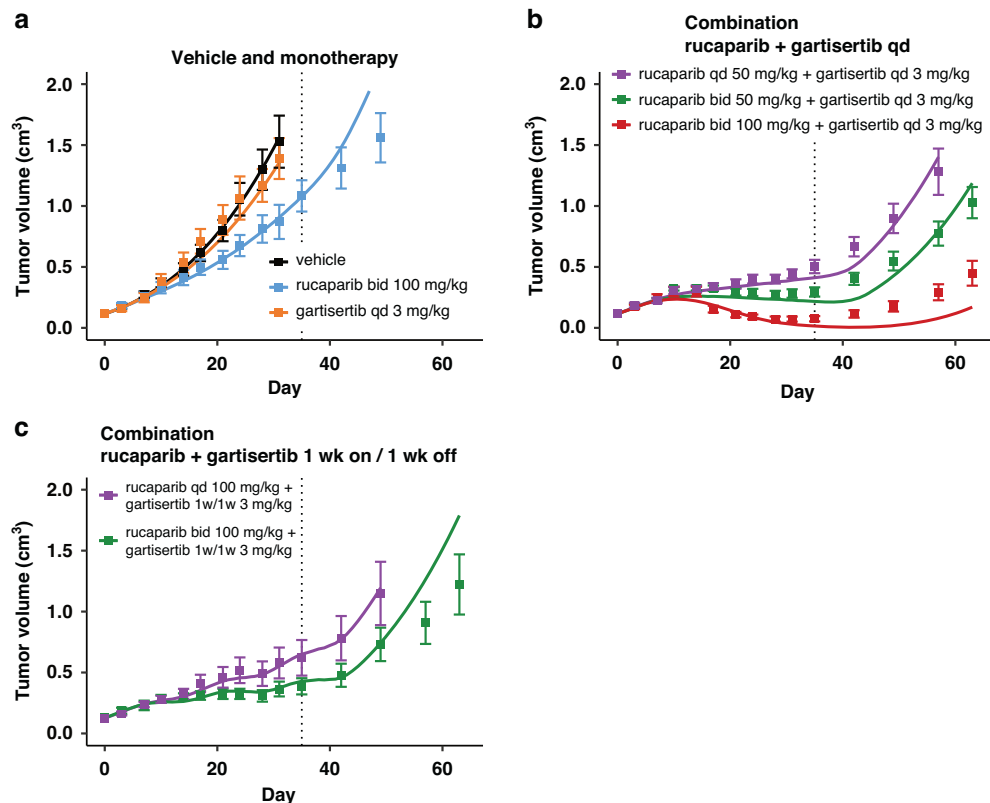 a
Vehicle and monotherapy
Tumor volume (cm³)
2.0
1.5
1.0
0.5
0.0
vehicle
rucaparib bid 100 mg/kg
gartisertib qd 3 mg/kg
0 20 40 60
Day
b
Combination
rucaparib + gartisertib qd
Tumor volume (cm³)
2.0
1.5
1.0
0.5
0.0
rucaparib qd 50 mg/kg + gartisertib qd 3 mg/kg
rucaparib bid 50 mg/kg + gartisertib qd 3 mg/kg
rucaparib bid 100 mg/kg + gartisertib qd 3 mg/kg
0 20 40 60
Day
c
Combination
rucaparib + gartisertib 1 wk on / 1 wk off
Tumor volume (cm³)
2.0
1.5
1.0
0.5
0.0
rucaparib qd 100 mg/kg +
gartisertib 1w/1w 3 mg/kg
rucaparib bid 100 mg/kg +
gartisertib 1w/1w 3 mg/kg
0 20 40 60
Day